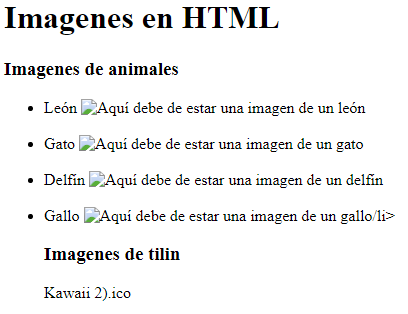 Imagenes en HTML
Imagenes de animales
León Aquí debe de estar una imagen de un león
Gato Aquí debe de estar una imagen de un gato
Delfín Aquí debe de estar una imagen de un delfín
Gallo Aquí debe de estar una imagen de un gallo/li>
Imagenes de tilin
Kawaii 2).ico